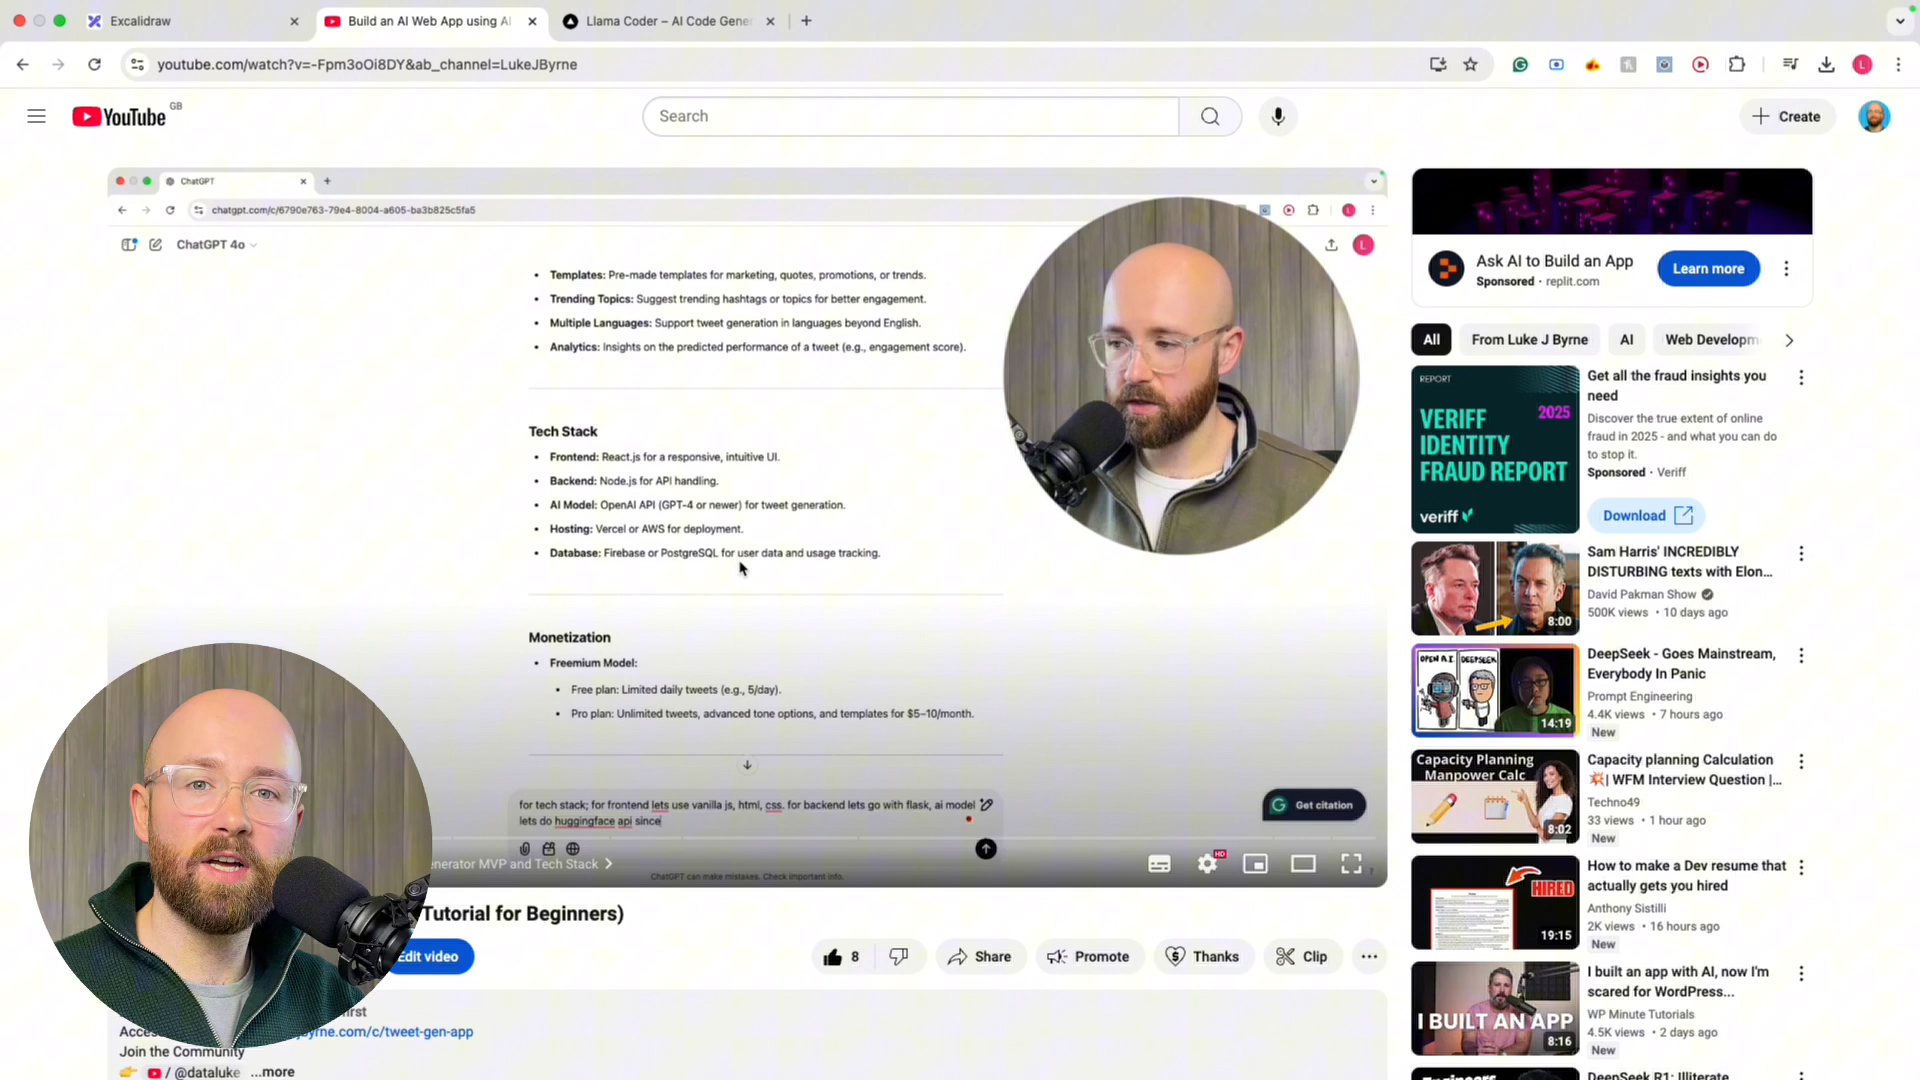 Excalidraw
Build an AI Web App using AI
Llama Coder – AI Code Gene
youtube.com/watch?v=-Fpm3oOi8DY&ab_channel=LukeJByrne
YouTube
GB
Search
Create
ChatGPT
chatgpt.com/c/6790e763-79e4-8004-a605-ba3b825c5fa5
ChatGPT 4o
L
Templates: Pre-made templates for marketing, quotes, promotions, or trends.
Trending Topics: Suggest trending hashtags or topics for better engagement.
Multiple Languages: Support tweet generation in languages beyond English.
Analytics: Insights on the predicted performance of a tweet (e.g., engagement score).
Tech Stack
Frontend: React.js for a responsive, intuitive UI.
Backend: Node.js for API handling.
AI Model: OpenAI API (GPT-4 or newer) for tweet generation.
Hosting: Vercel or AWS for deployment.
Database: Firebase or PostgreSQL for user data and usage tracking.
Monetization
Freemium Model:
Free plan: Limited daily tweets (e.g., 5/day).
Pro plan: Unlimited tweets, advanced tone options, and templates for $5–10/month.
for tech stack; for frontend lets use vanilla js, html, css. for backend lets go with flask, ai model
lets do huggingface api since
Get citation
enerator MVP and Tech Stack
HD
ChatGPT can make mistakes. Check important info.
Tutorial for Beginners)
Edit video
8
Share
Promote
Thanks
Clip
irst
Acces
byrne.com/c/tweet-gen-app
Join the Community
/ @dataluke ...more
Ask AI to Build an App
Sponsored · replit.com
Learn more
All
From Luke J Byrne
AI
Web Developm
REPORT
2025
VERIFF
IDENTITY
FRAUD REPORT
veriff
Get all the fraud insights you
need
Discover the true extent of online
fraud in 2025 - and what you can do
to stop it.
Sponsored · Veriff
Download
8:00
Sam Harris' INCREDIBLY
DISTURBING texts with Elon...
David Pakman Show
500K views · 10 days ago
OPEN A.I.
DEEPSEEK
14:19
DeepSeek - Goes Mainstream,
Everybody In Panic
Prompt Engineering
4.4K views · 7 hours ago
New
Capacity Planning
Manpower Calc
8:02
Capacity planning Calculation
💥| WFM Interview Question |...
Techno49
33 views · 1 hour ago
New
HIRED
19:15
How to make a Dev resume that
actually gets you hired
Anthony Sistilli
2K views · 16 hours ago
New
I BUILT AN APP
8:16
I built an app with AI, now I'm
scared for WordPress...
WP Minute Tutorials
4.5K views · 2 days ago
New
DeepSeek R1: Illiterate